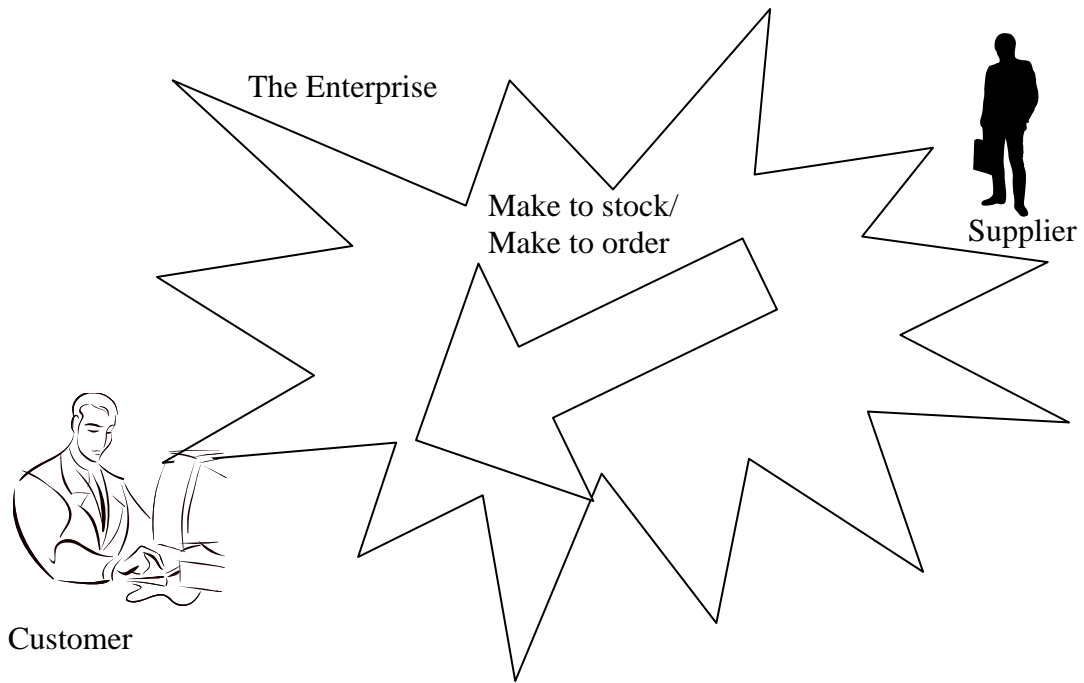 The Enterprise
Make to stock/
Make to order
Supplier
Customer